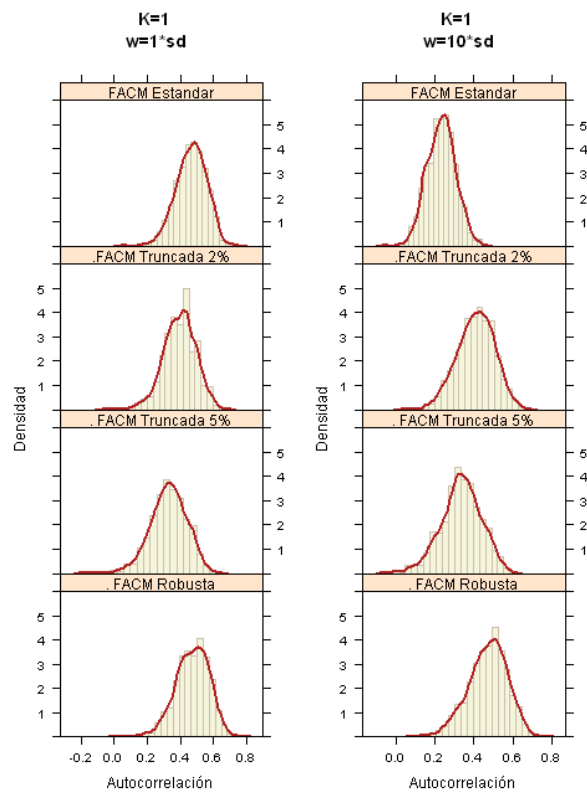 K=1
w=1*sd
K=1
w=10*sd
FACM Estandar
FACM Estandar
5
4
3
2
1
5
4
3
2
1
.FACM Truncada 2%
.FACM Truncada 2%
5
4
3
2
1
5
4
3
2
1
. FACM Truncada 5%
. FACM Truncada 5%
5
4
3
2
1
5
4
3
2
1
. FACM Robusta
. FACM Robusta
5
4
3
2
1
5
4
3
2
1
Densidad
Densidad
-0.2 0.0 0.2 0.4 0.6 0.8
0.0 0.2 0.4 0.6 0.8
Autocorrelación
Autocorrelación